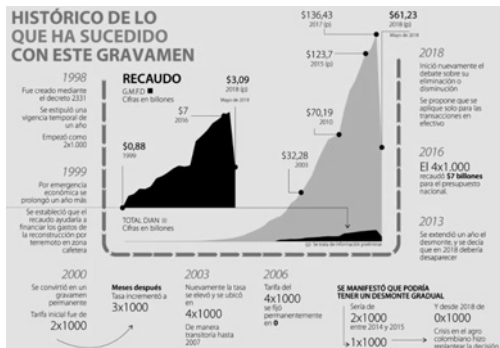 HISTÓRICO DE LO
QUE HA SUCEDIDO
CON ESTE GRAVAMEN
1998
Fue creado mediante
el decreto 2331
Se estipuló una
vigencia temporal de
un año
Empezó como
2x1.000
1999
Por emergencia
económica se
prolongó un año más
Se estableció que el
recaudo ayudaría a
financiar los gastos de
la reconstrucción por
terremoto en zona
cafetera
RECAUDO
G.M.F.D
Cifras en billones
$0,88
1999
$7
2016
$3,09
2018 (p)
Mayo de 2018
TOTAL DIAN
Cifras en billones
$32,28
2003
$70,19
2010
$123,7
2015 (p)
$136,43
2017 (p)
$61,23
2018 (p)
Mayo de 2018
(p): Se trata de información preliminar
2018
Inició nuevamente el
debate sobre su
eliminación o
disminución
Se propone que se
aplique solo para las
transacciones en
efectivo
2016
El 4x1.000
recaudó $7 billones
para el presupuesto
nacional.
2013
Se extendió un año el
desmonte, y se decía
que en 2018 debería
desaparecer
2000
Se convirtió en un
gravamen
permanente
Tarifa inicial fue de
2x1000
Meses después
Tasa incrementó a
3x1000
2003
Nuevamente la tasa
se elevó y se ubicó
en
4x1000
De manera
transitoria hasta
2007
2006
Tarifa del
4x1000
se fijó
permanentemente
en 0
SE MANIFESTÓ QUE PODRÍA
TENER UN DESMONTE GRADUAL
Sería de
2x1000
entre 2014 y 2015
1x1000
Y desde 2018 de
0x1000
Crisis en el agro
colombiano hizo
replantear la decisión